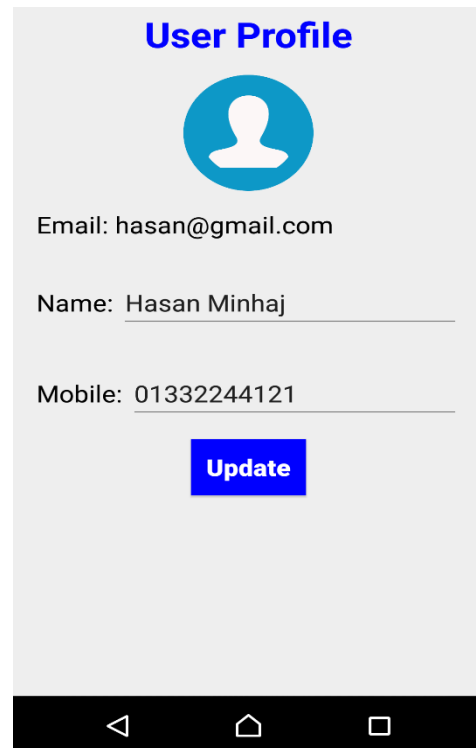 User Profile
Email: hasan@gmail.com
Name: Hasan Minhaj
Mobile: 01332244121
Update